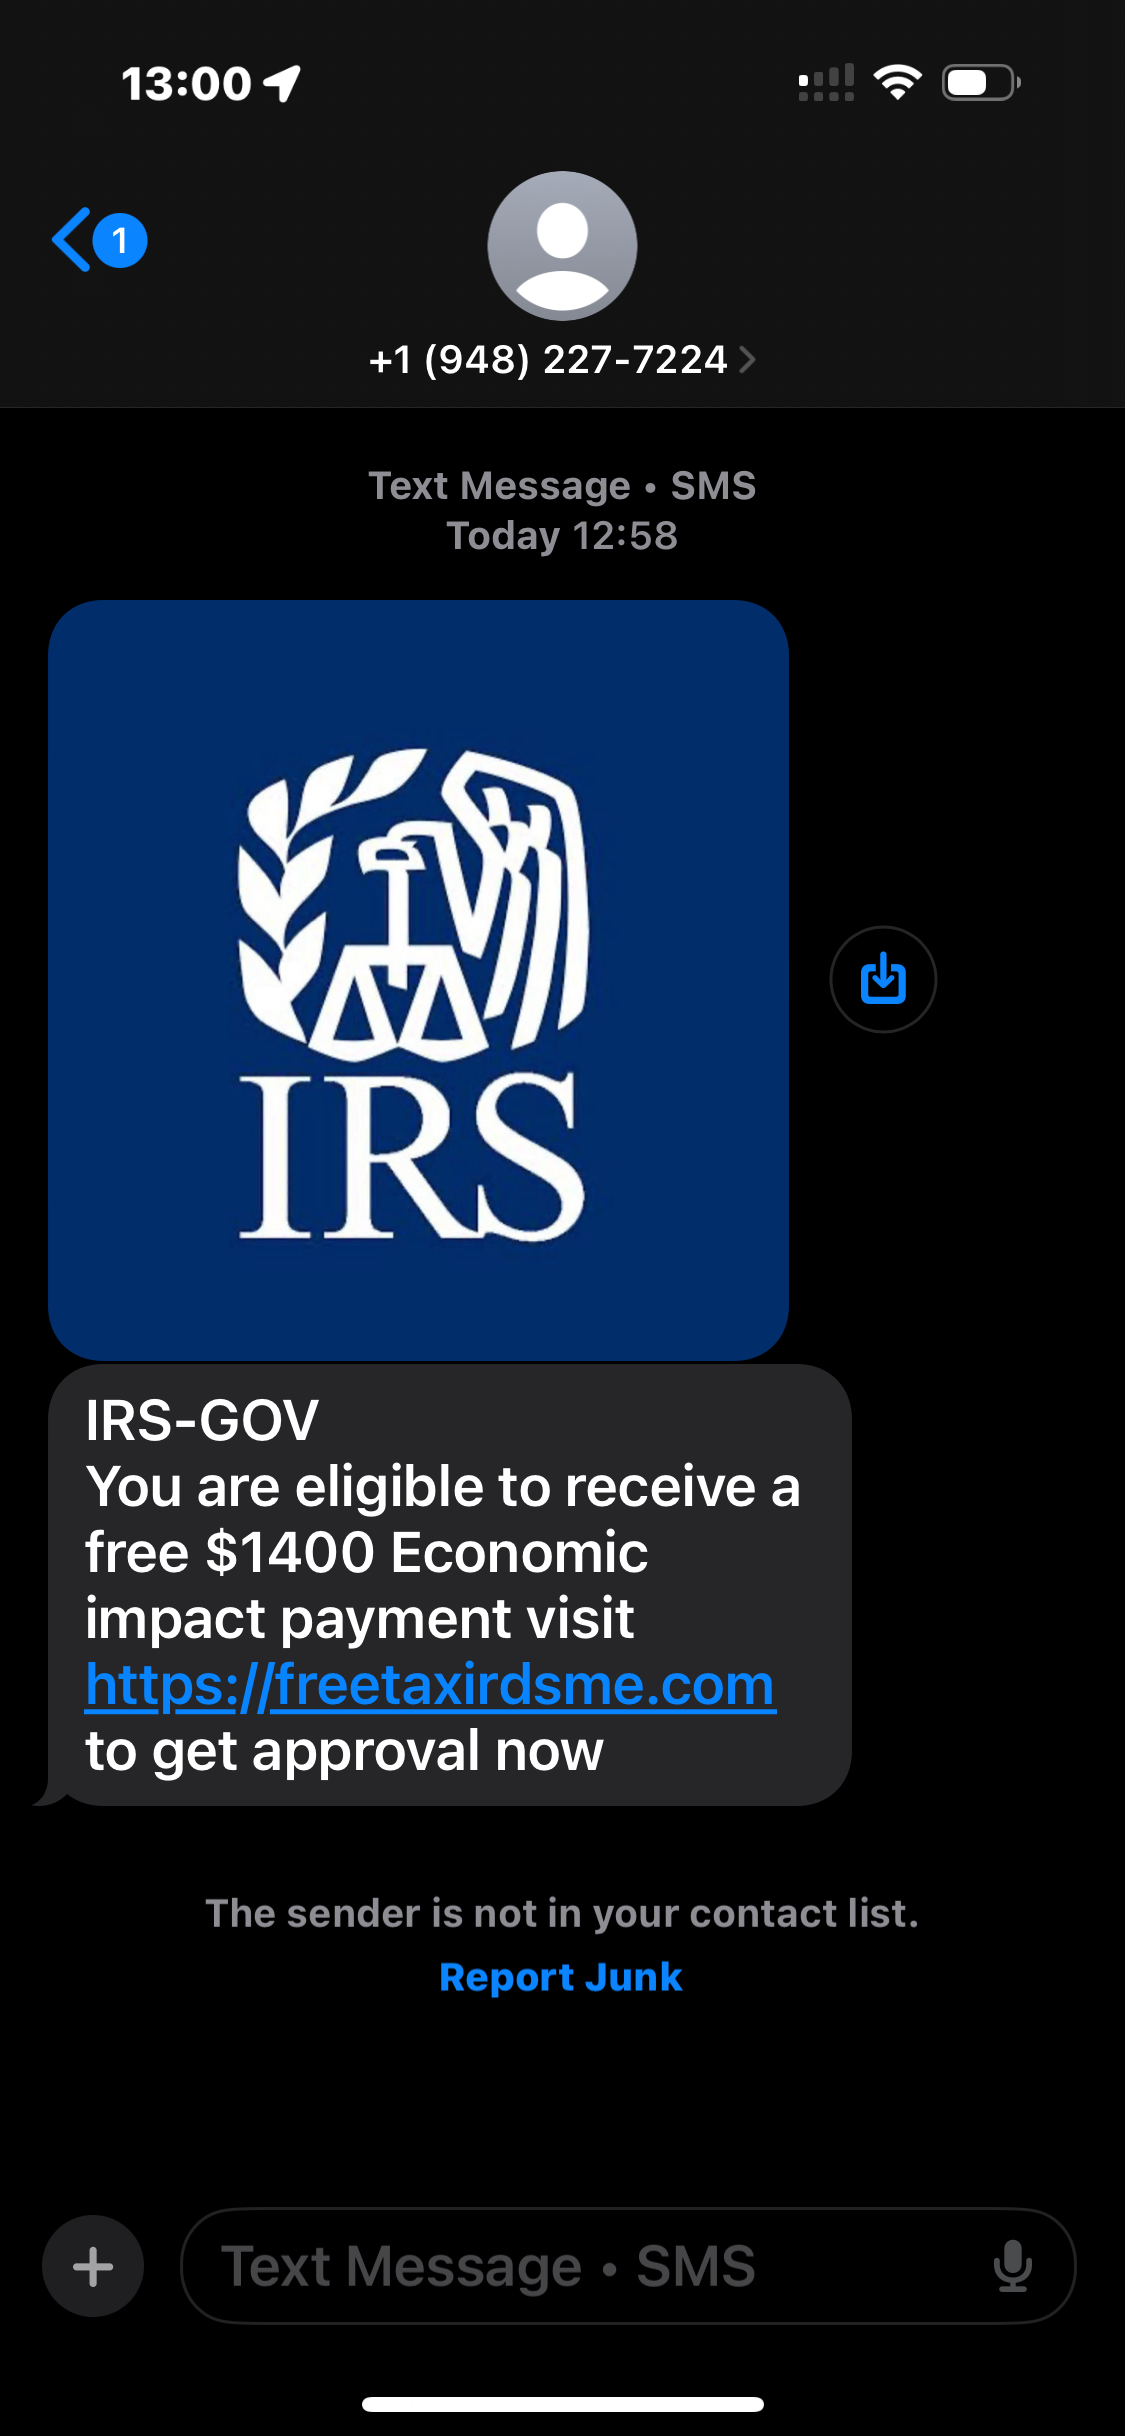 13:00
1
+1 (948) 227-7224
Text Message • SMS
Today 12:58
IRS
IRS-GOV
You are eligible to receive a
free $1400 Economic
impact payment visit
https://freetaxirdsme.com
to get approval now
The sender is not in your contact list.
Report Junk
Text Message • SMS